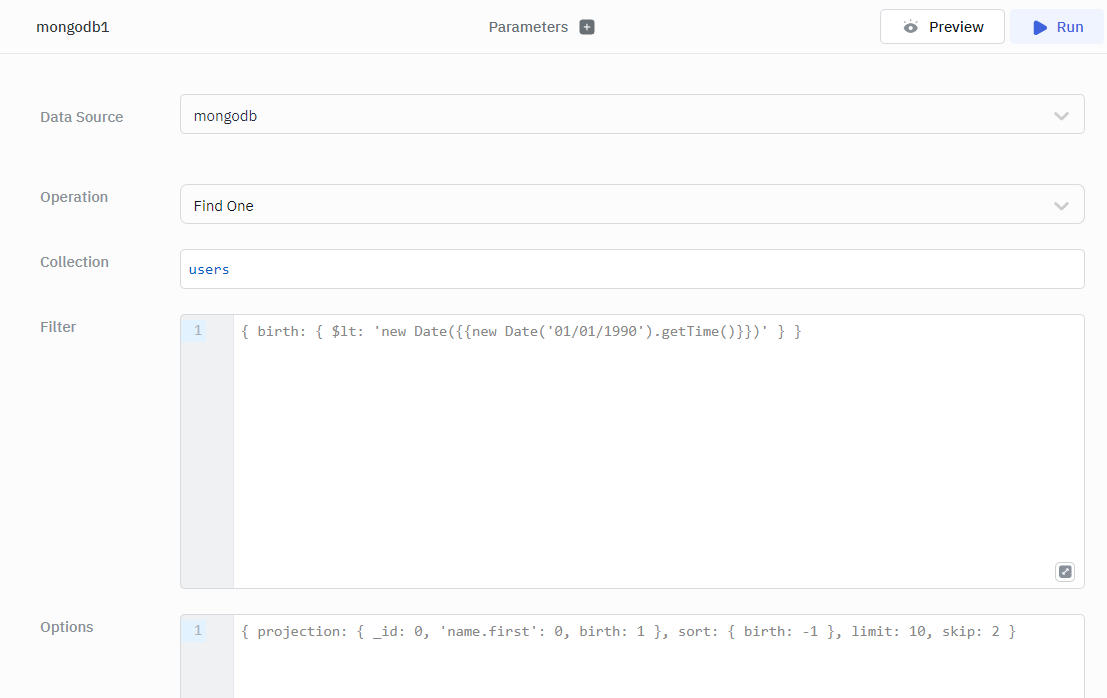 mongodb1
Parameters +
Preview
Run
Data Source
mongodb
Operation
Find One
Collection
users
Filter
1
{ birth: { $lt: 'new Date({{new Date('01/01/1990').getTime()}})' } }
Options
1
{ projection: { _id: 0, 'name.first': 0, birth: 1 }, sort: { birth: -1 }, limit: 10, skip: 2 }